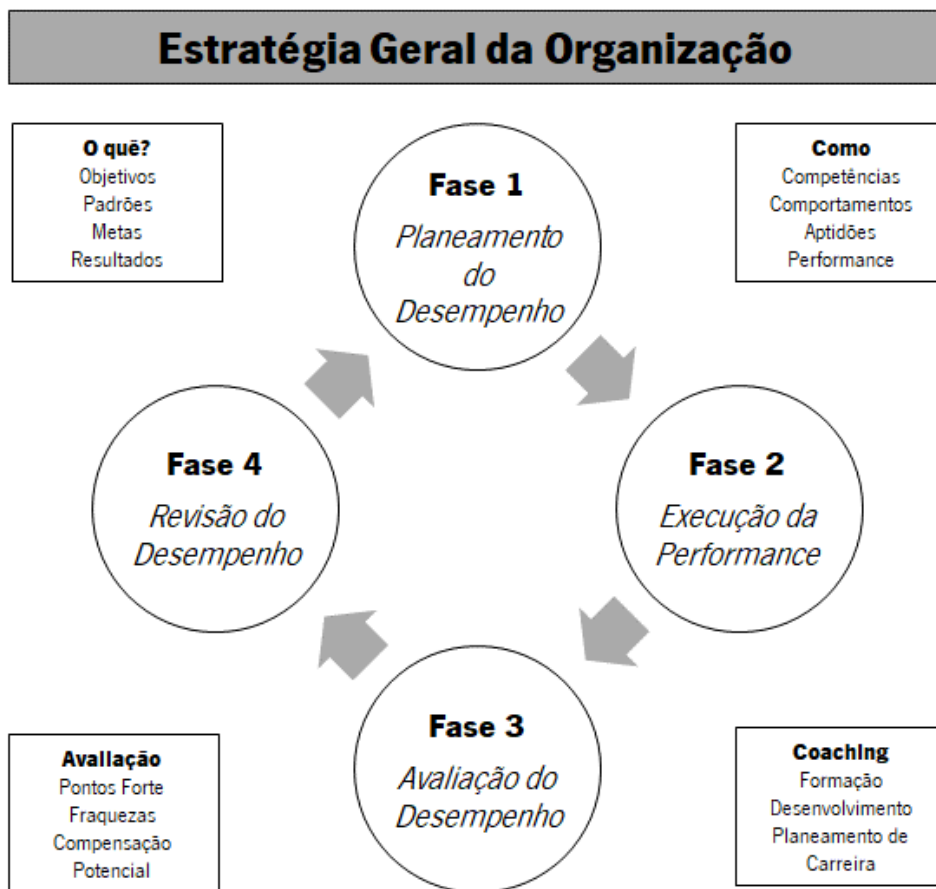 Estratégia Geral da Organização
O quê?
Objetivos
Padrões
Metas
Resultados
Fase 1
Planeamento
do
Desempenho
Como
Competências
Comportamentos
Aptidões
Performance
Fase 4
Revisão do
Desempenho
Fase 2
Execução da
Performance
Fase 3
Avaliação do
Desempenho
Avaliação
Pontos Forte
Fraquezas
Compensação
Potencial
Coaching
Formação
Desenvolvimento
Planeamento de
Carreira